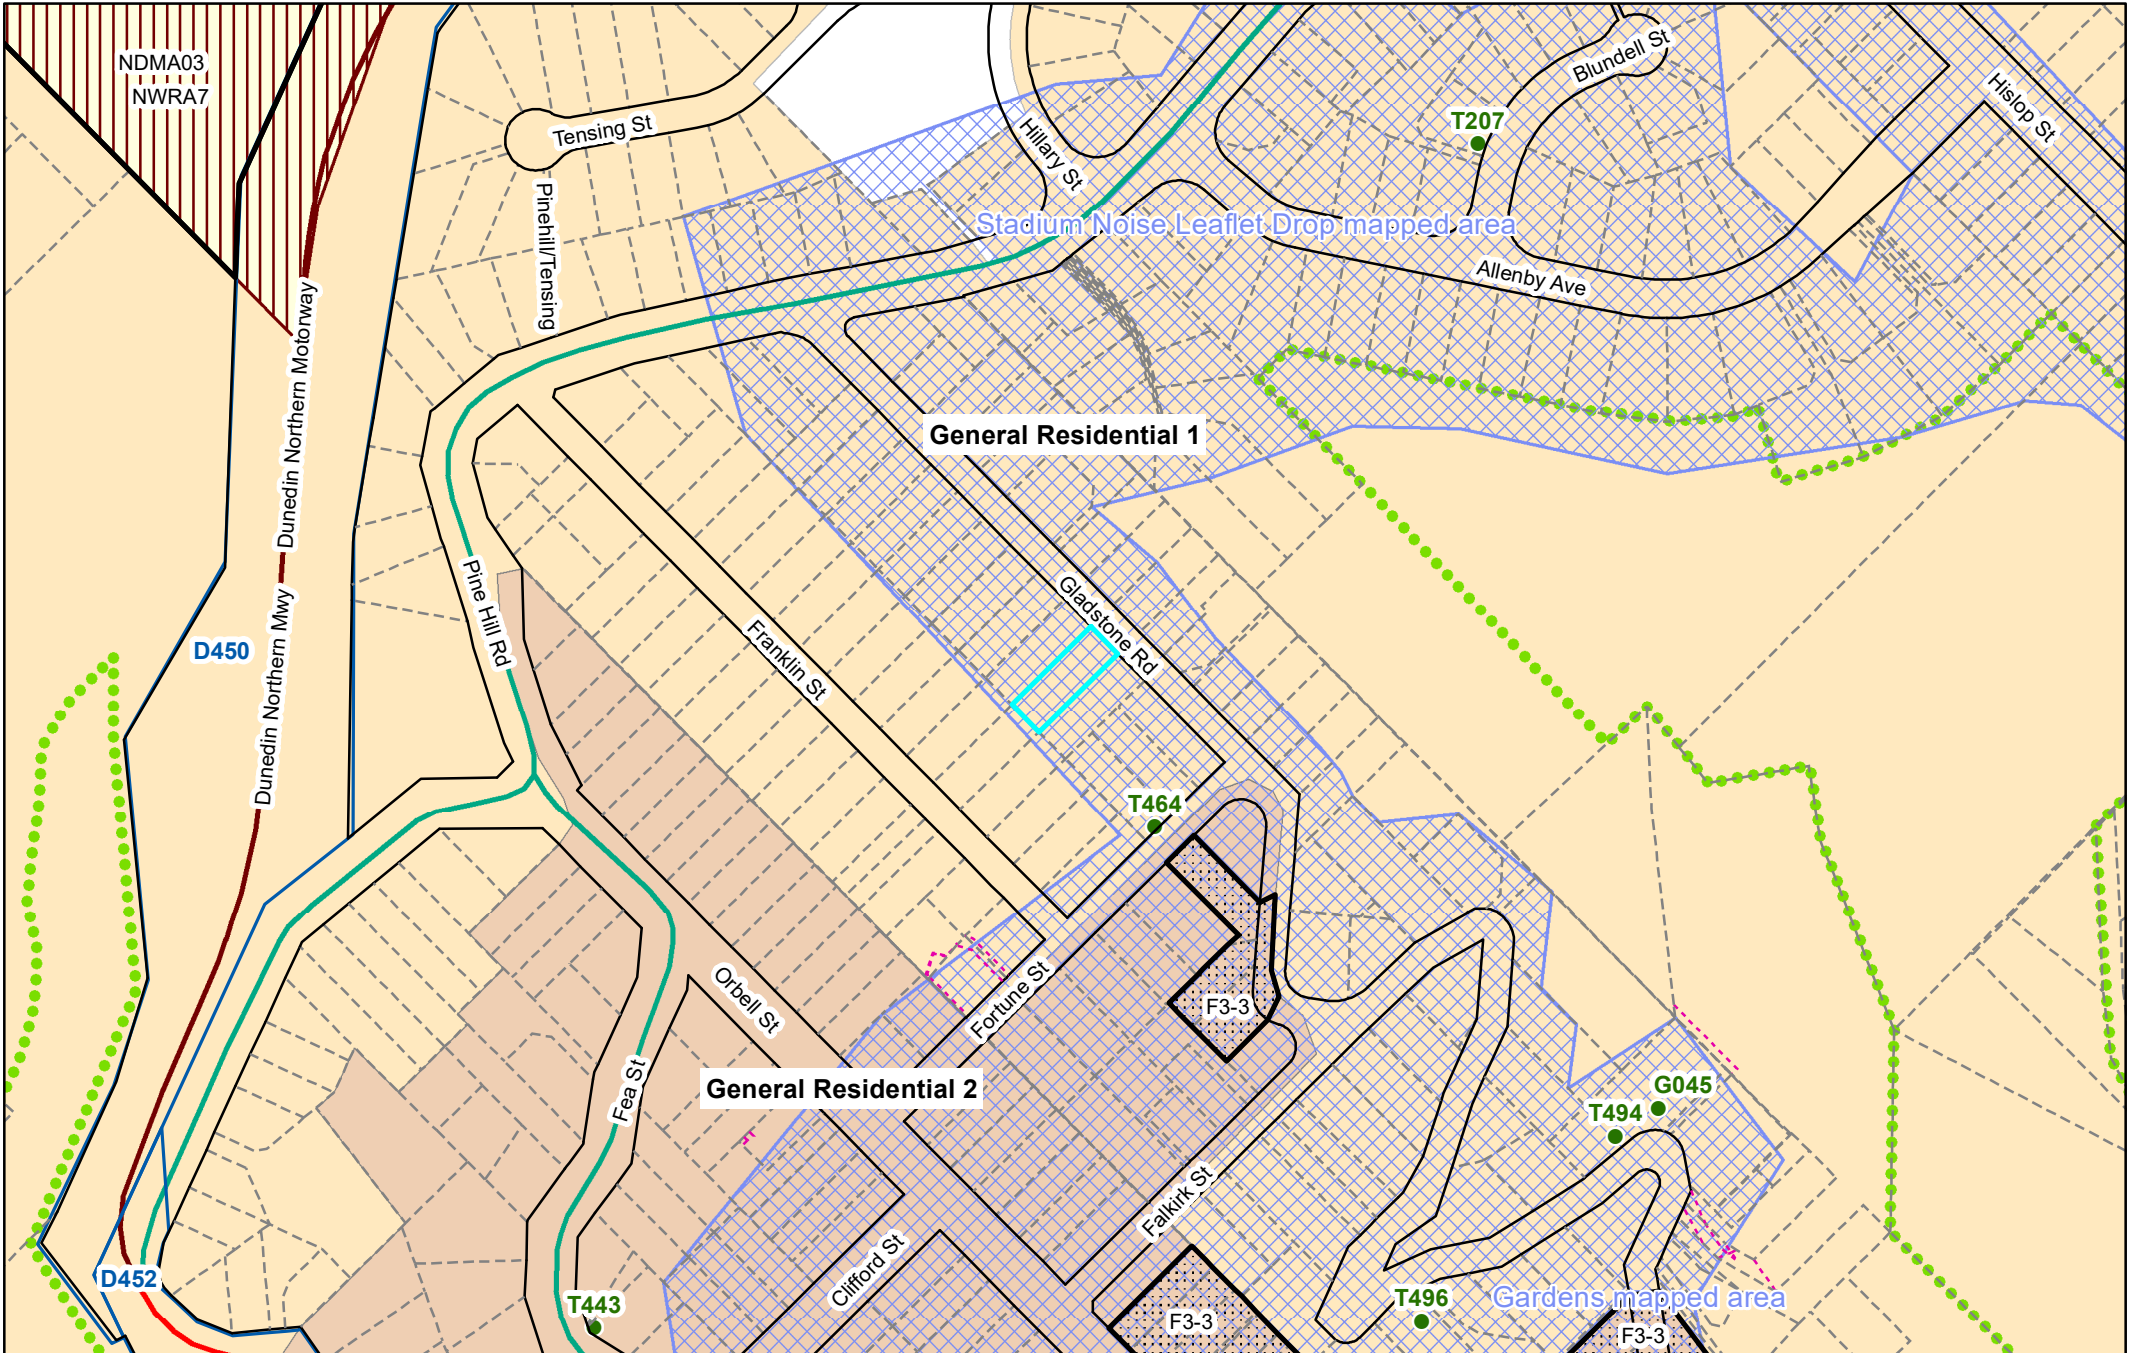 NDMA03
NWRA7
Tensing St
Pinehill/Tensing
Hillary St
Blundell St
T207
Hislop St
Stadium Noise Leaflet Drop mapped area
Allenby Ave
Dunedin Northern Motorway
General Residential 1
Dunedin Northern Mwy
D450
Pine Hill Rd
Franklin St
Gladstone Rd
T464
Orbell St
Fortune St
F3-3
General Residential 2
Fea St
G045
T494
Falkirk St
Clifford St
D452
T443
F3-3
T496
Gardens mapped area
F3-3